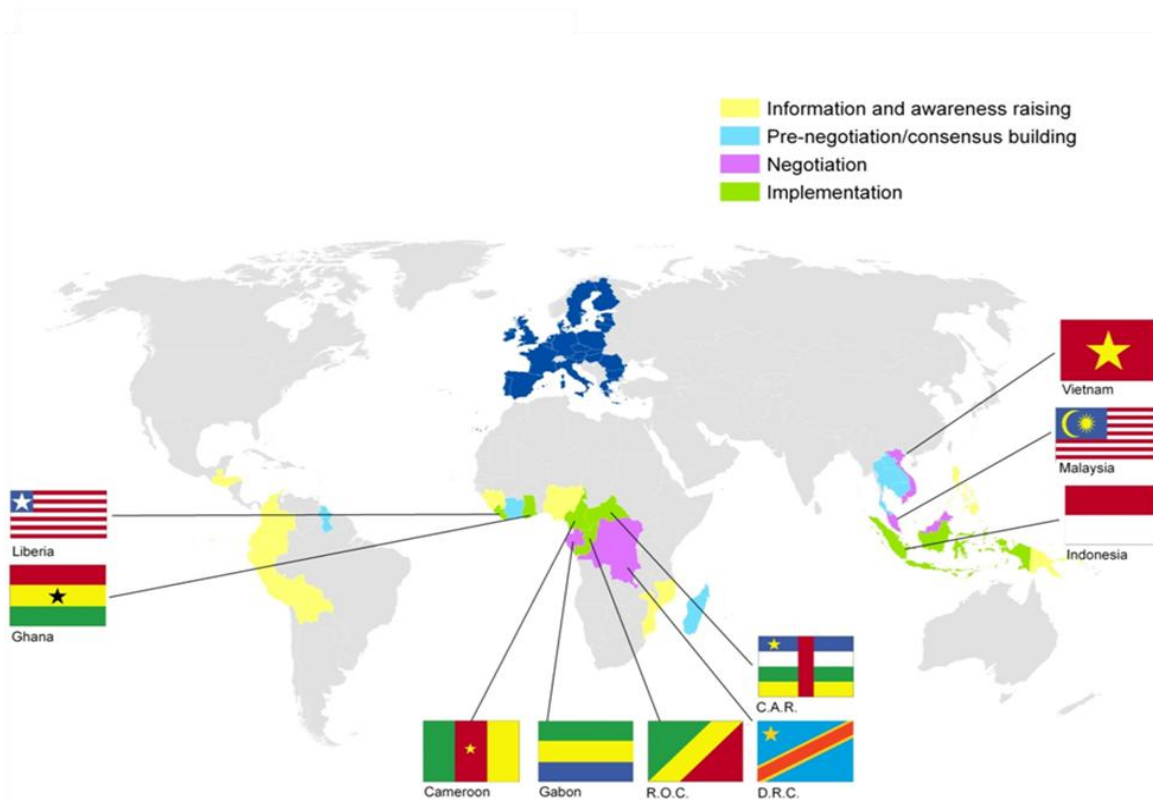 Information and awareness raising
Pre-negotiation/consensus building
Negotiation
Implementation
Vietnam
Malaysia
Indonesia
Liberia
Ghana
C.A.R.
Cameroon
Gabon
R.O.C.
D.R.C.